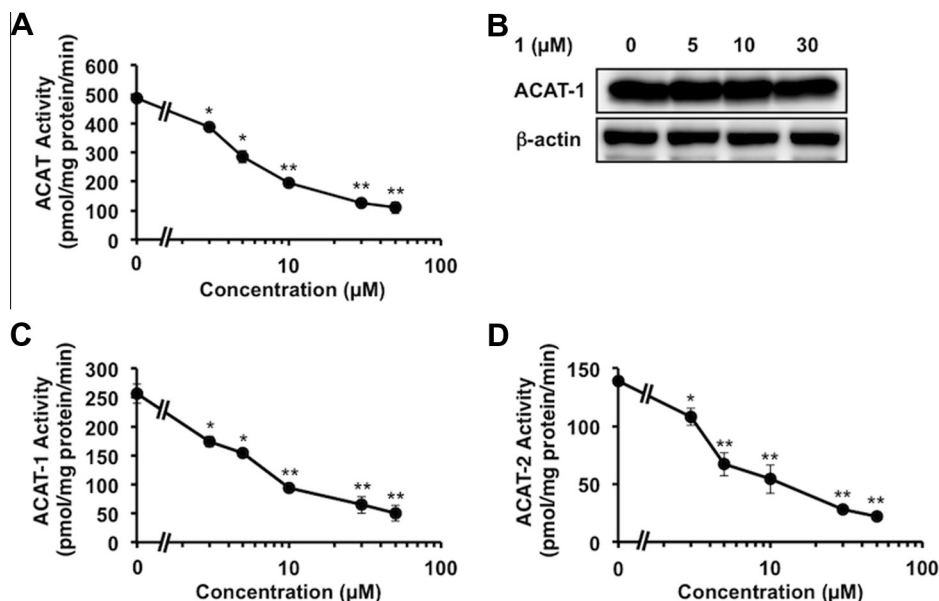 A
ACAT Activity
(pmol/mg protein/min)
600
500
400
300
200
100
0
*
*
**
**
**
0
10
100
Concentration (µM)
B
1 (µM)
0
5
10
30
ACAT-1
β-actin
C
ACAT-1 Activity
(pmol/mg protein/min)
300
250
200
150
100
50
0
*
*
**
**
**
0
10
100
Concentration (µM)
D
ACAT-2 Activity
(pmol/mg protein/min)
150
100
50
0
*
**
**
**
**
0
10
100
Concentration (µM)